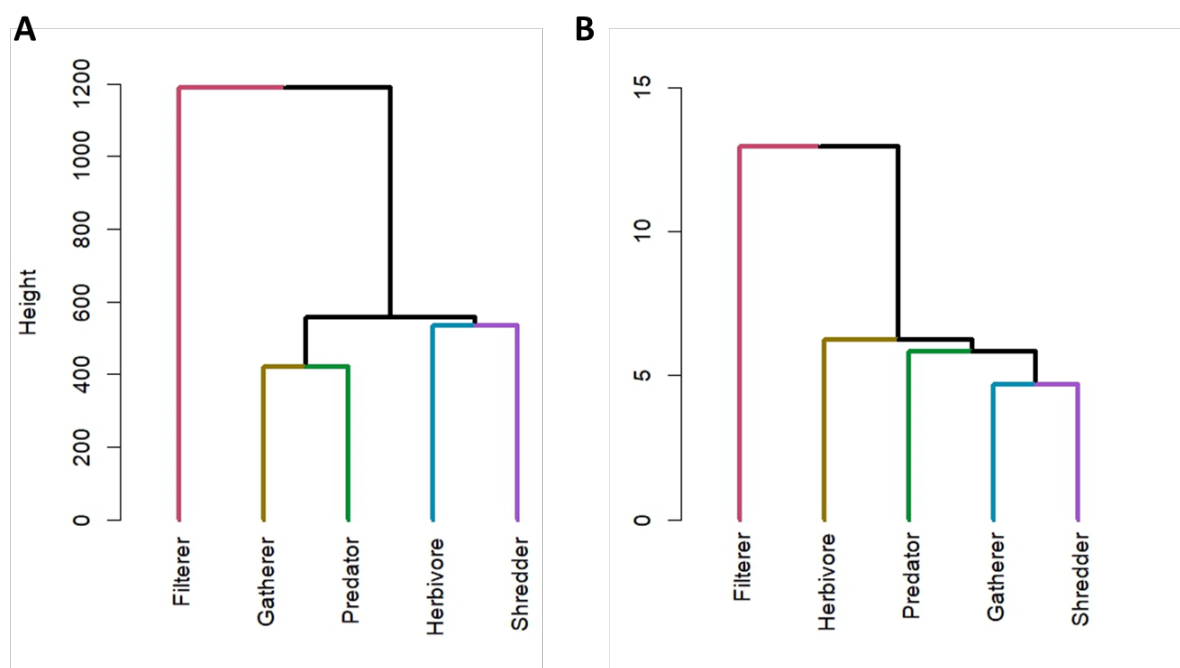 A
Height
0
200
400
600
800
1000
1200
Filterer
Gatherer
Predator
Herbivore
Shredder
B
0
5
10
15
Filterer
Herbivore
Predator
Gatherer
Shredder